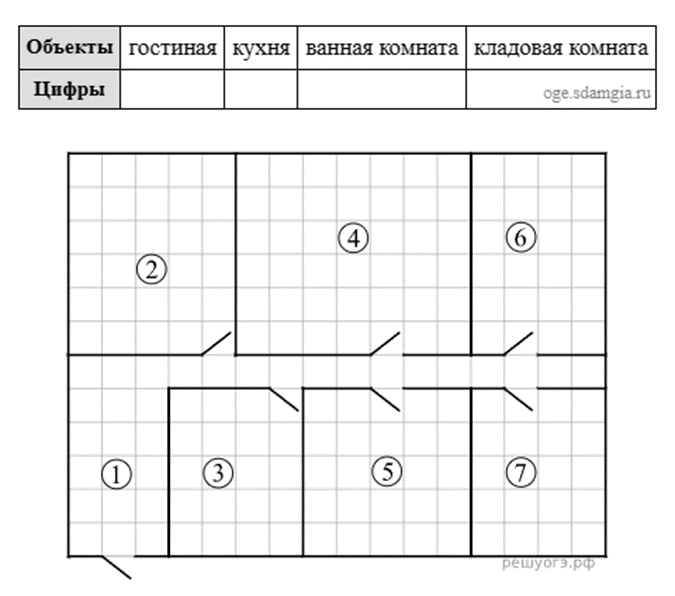 Объекты гостиная кухня ванная комната кладовая комната
Цифры oge.sdamgia.ru
4
6
2
1
3
5
7
решуогэ.рф